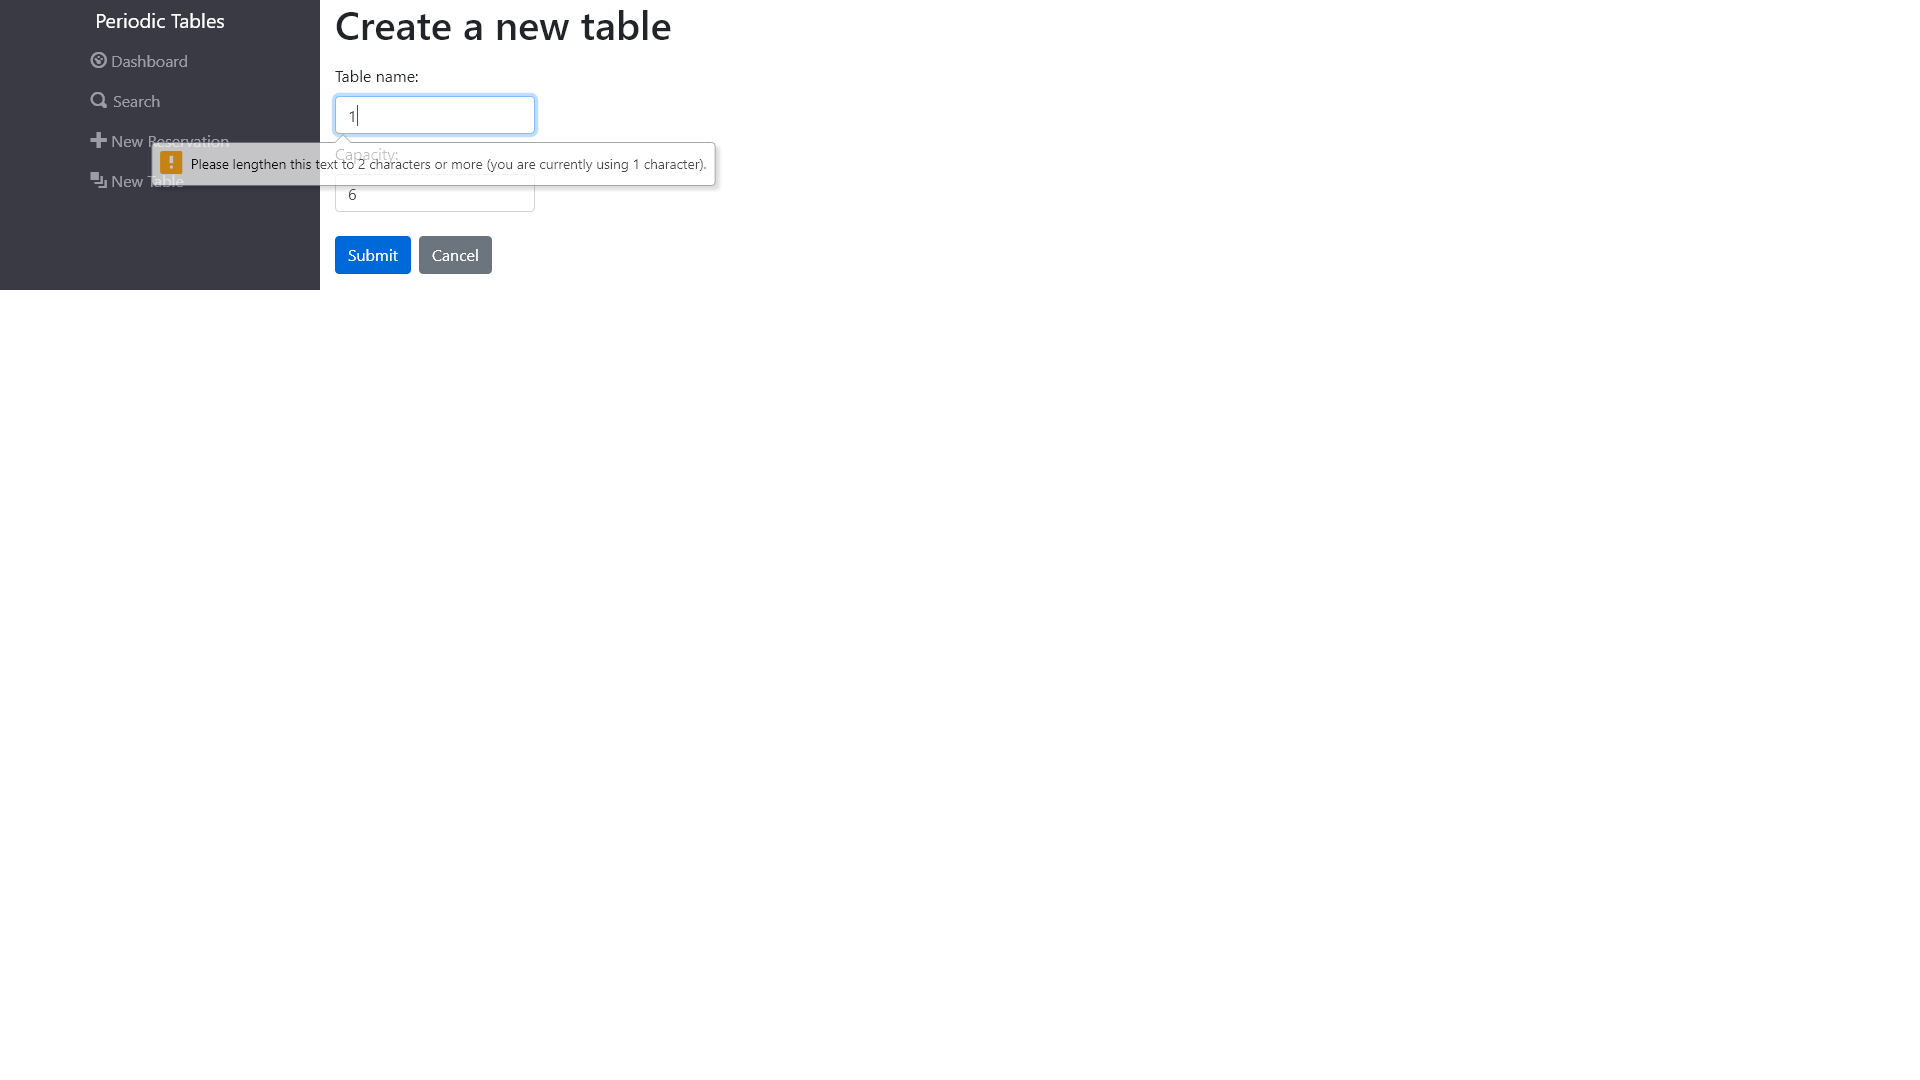 Periodic Tables
Dashboard
Search
New Reservation
New Table
Create a new table
Table name:
1
Please lengthen this text to 2 characters or more (you are currently using 1 character).
Capacity:
6
Submit
Cancel